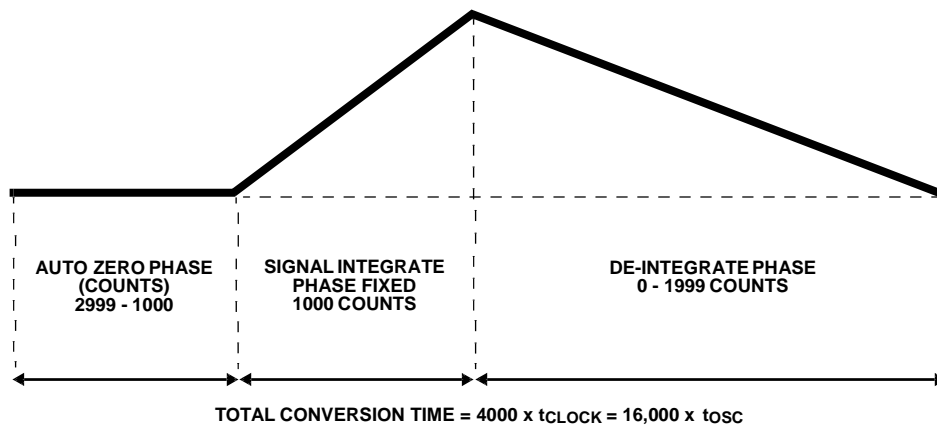 AUTO ZERO PHASE
(COUNTS)
2999 - 1000
SIGNAL INTEGRATE
PHASE FIXED
1000 COUNTS
DE-INTEGRATE PHASE
0 - 1999 COUNTS
TOTAL CONVERSION TIME = 4000 x tCLOCK = 16,000 x tOSC